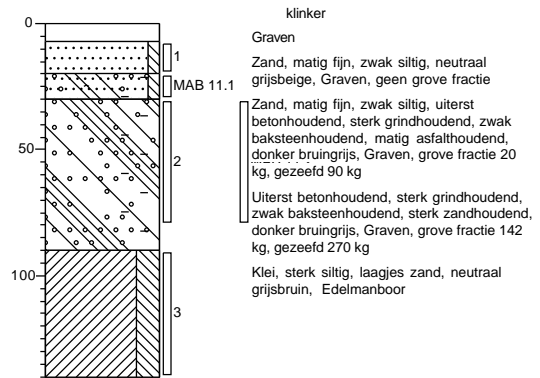 klinker
0
Graven
1
Zand, matig fijn, zwak siltig, neutraal
grijsbeige, Graven, geen grove fractie
MAB 11.1
Zand, matig fijn, zwak siltig, uiterst
betonhoudend, sterk grindhoudend, zwak
baksteenhoudend, matig asfalthoudend,
donker bruingrijs, Graven, grove fractie 20
kg, gezeefd 90 kg
50
2
Uiterst betonhoudend, sterk grindhoudend,
zwak baksteenhoudend, sterk zandhoudend,
donker bruingrijs, Graven, grove fractie 142
kg, gezeefd 270 kg
100
Klei, sterk siltig, laagjes zand, neutraal
grijsbruin, Edelmanboor
3